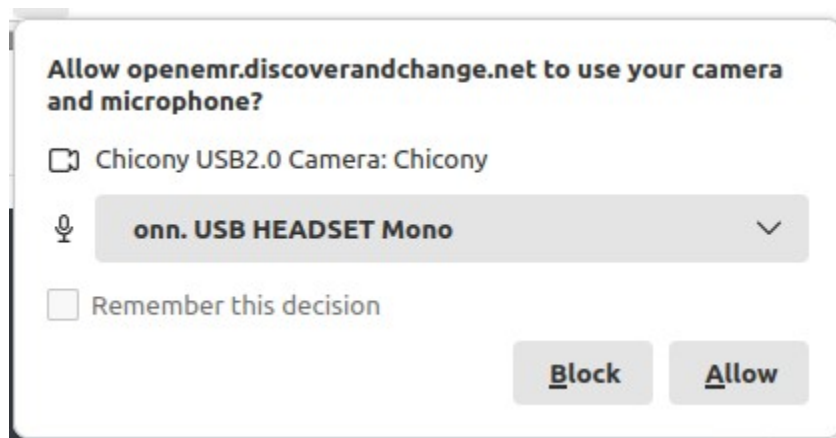 Allow openemr.discoverandchange.net to use your camera
and microphone?
Chicony USB2.0 Camera: Chicony
onn. USB HEADSET Mono
Remember this decision
Block
Allow